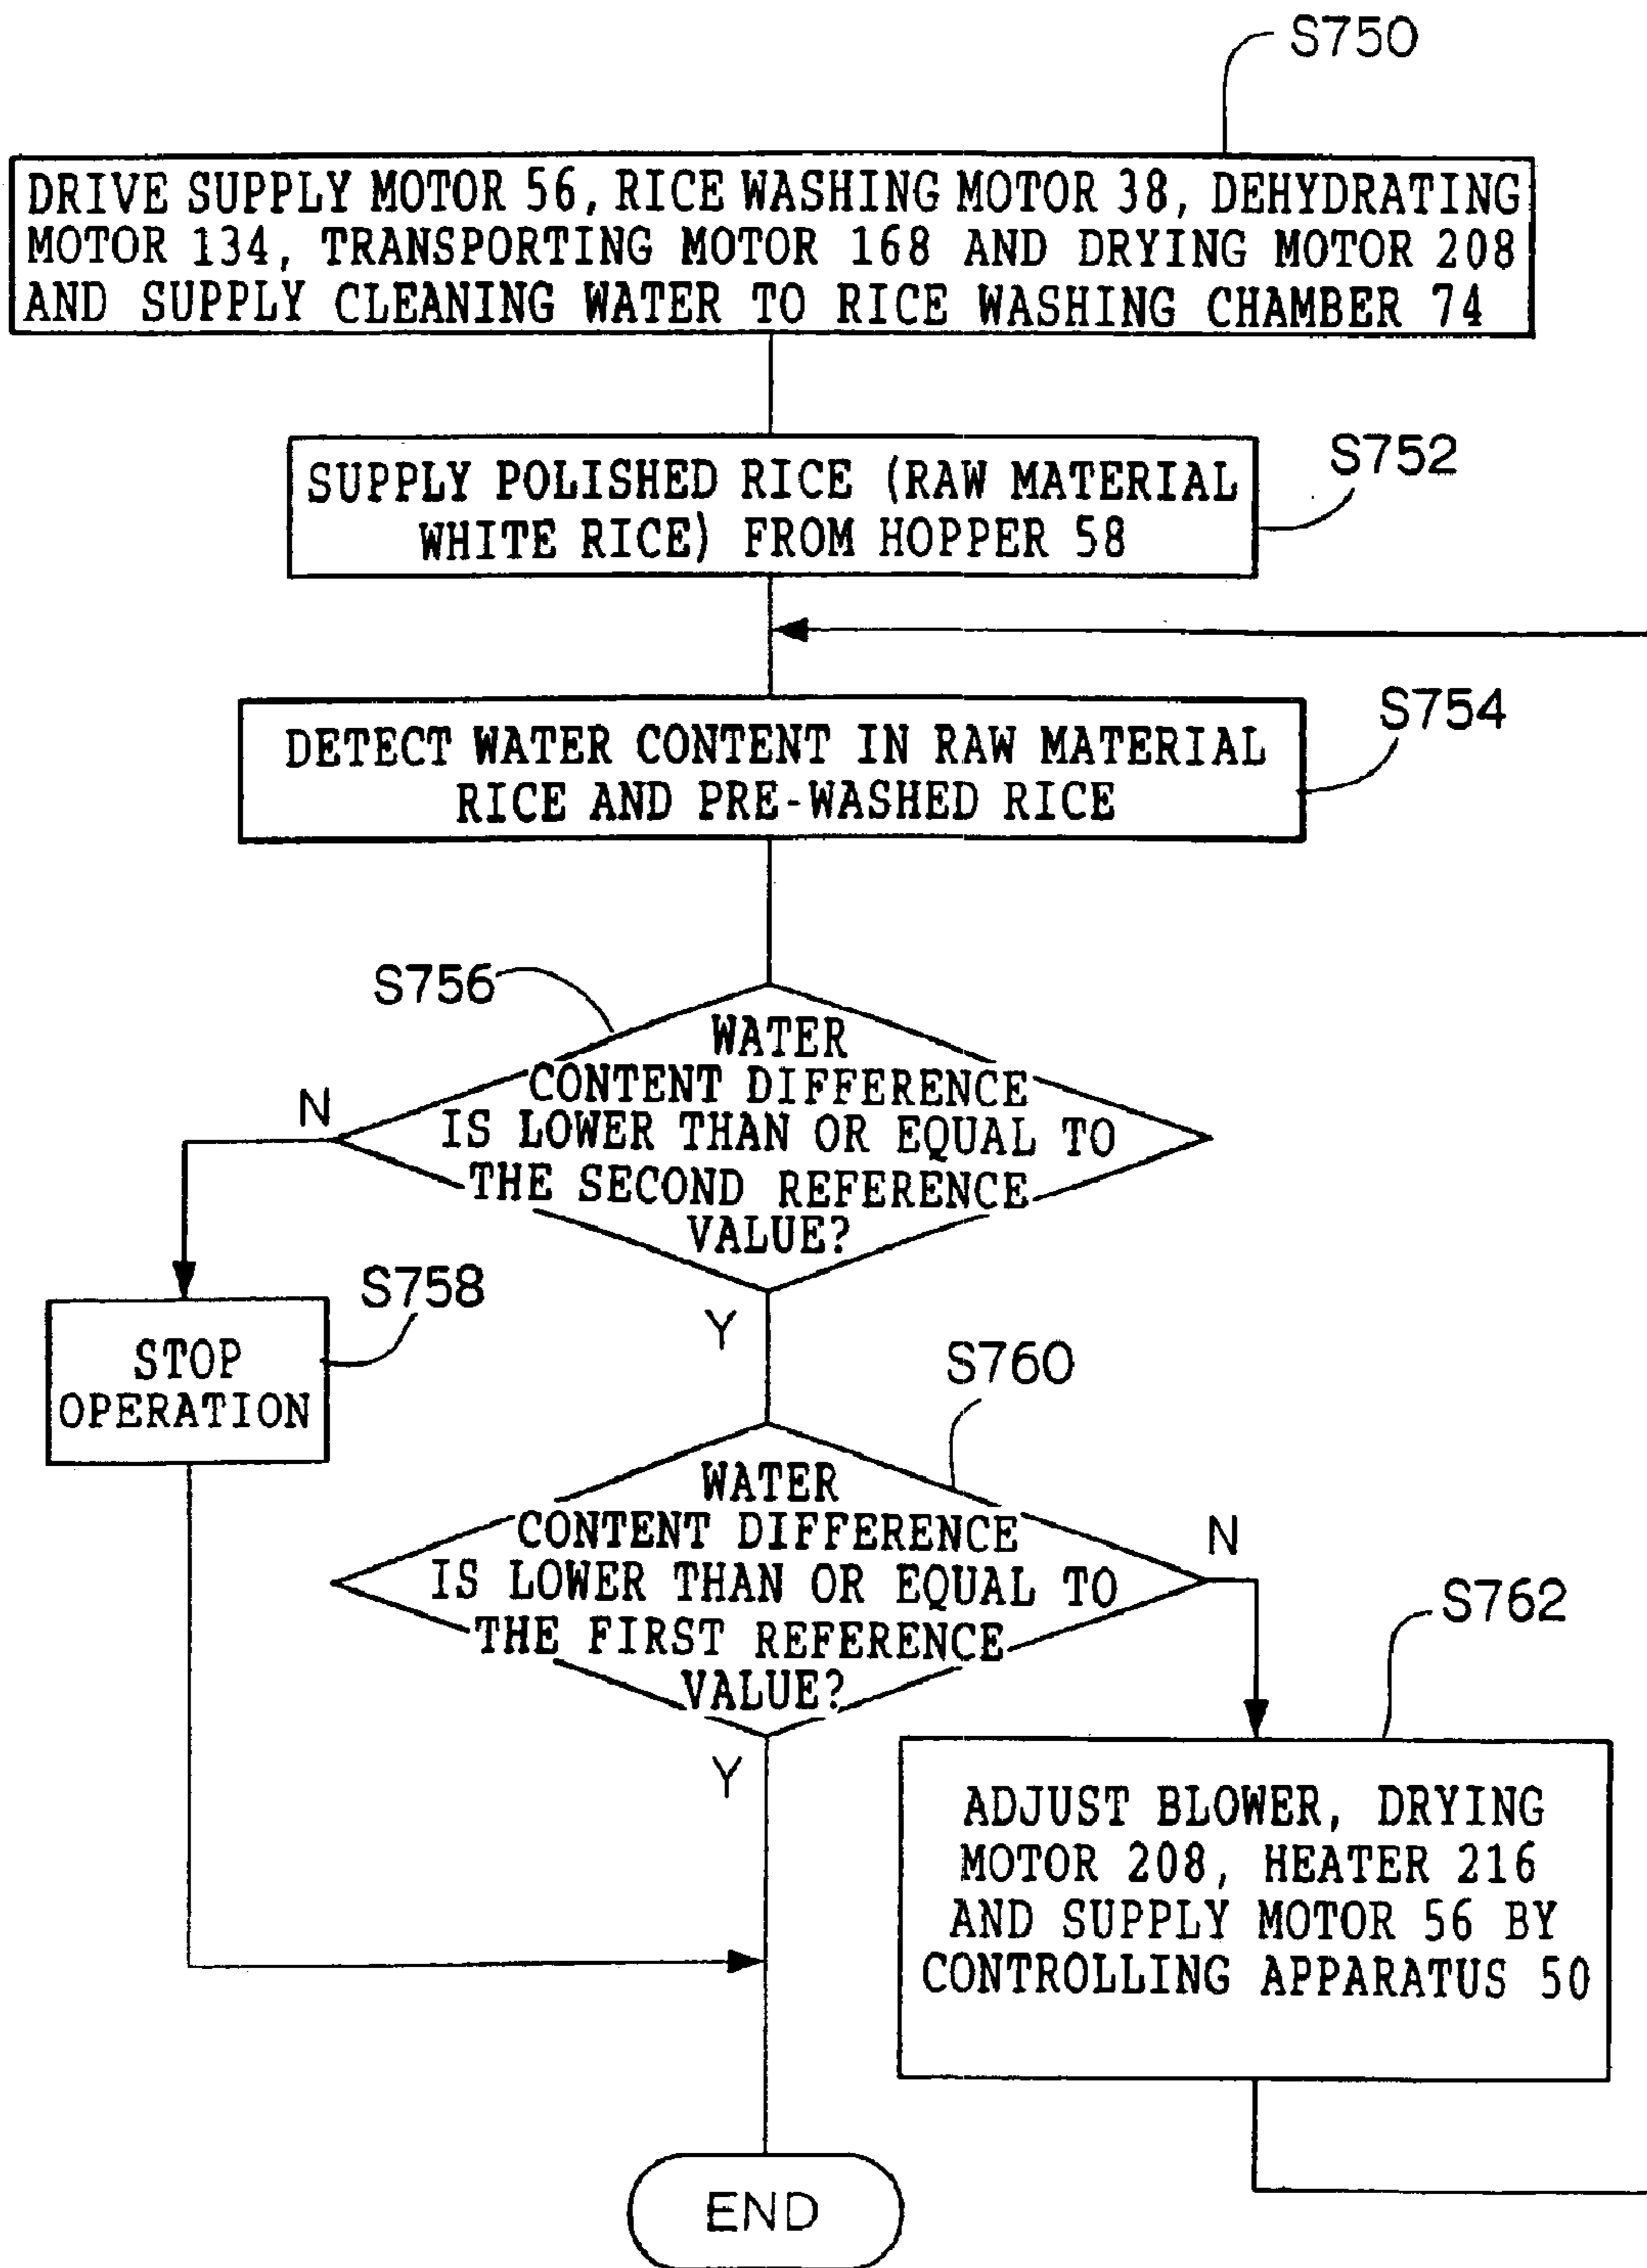 S750
DRIVE SUPPLY MOTOR 56, RICE WASHING MOTOR 38, DEHYDRATING
MOTOR 134, TRANSPORTING MOTOR 168 AND DRYING MOTOR 208
AND SUPPLY CLEANING WATER TO RICE WASHING CHAMBER 74
S752
SUPPLY POLISHED RICE (RAW MATERIAL
WHITE RICE) FROM HOPPER 58
S754
DETECT WATER CONTENT IN RAW MATERIAL
RICE AND PRE-WASHED RICE
S756
WATER
CONTENT DIFFERENCE
IS LOWER THAN OR EQUAL TO
THE SECOND REFERENCE
VALUE?
N
Y
S758
STOP
OPERATION
S760
WATER
CONTENT DIFFERENCE
IS LOWER THAN OR EQUAL TO
THE FIRST REFERENCE
VALUE?
N
Y
S762
ADJUST BLOWER, DRYING
MOTOR 208, HEATER 216
AND SUPPLY MOTOR 56 BY
CONTROLLING APPARATUS 50
END